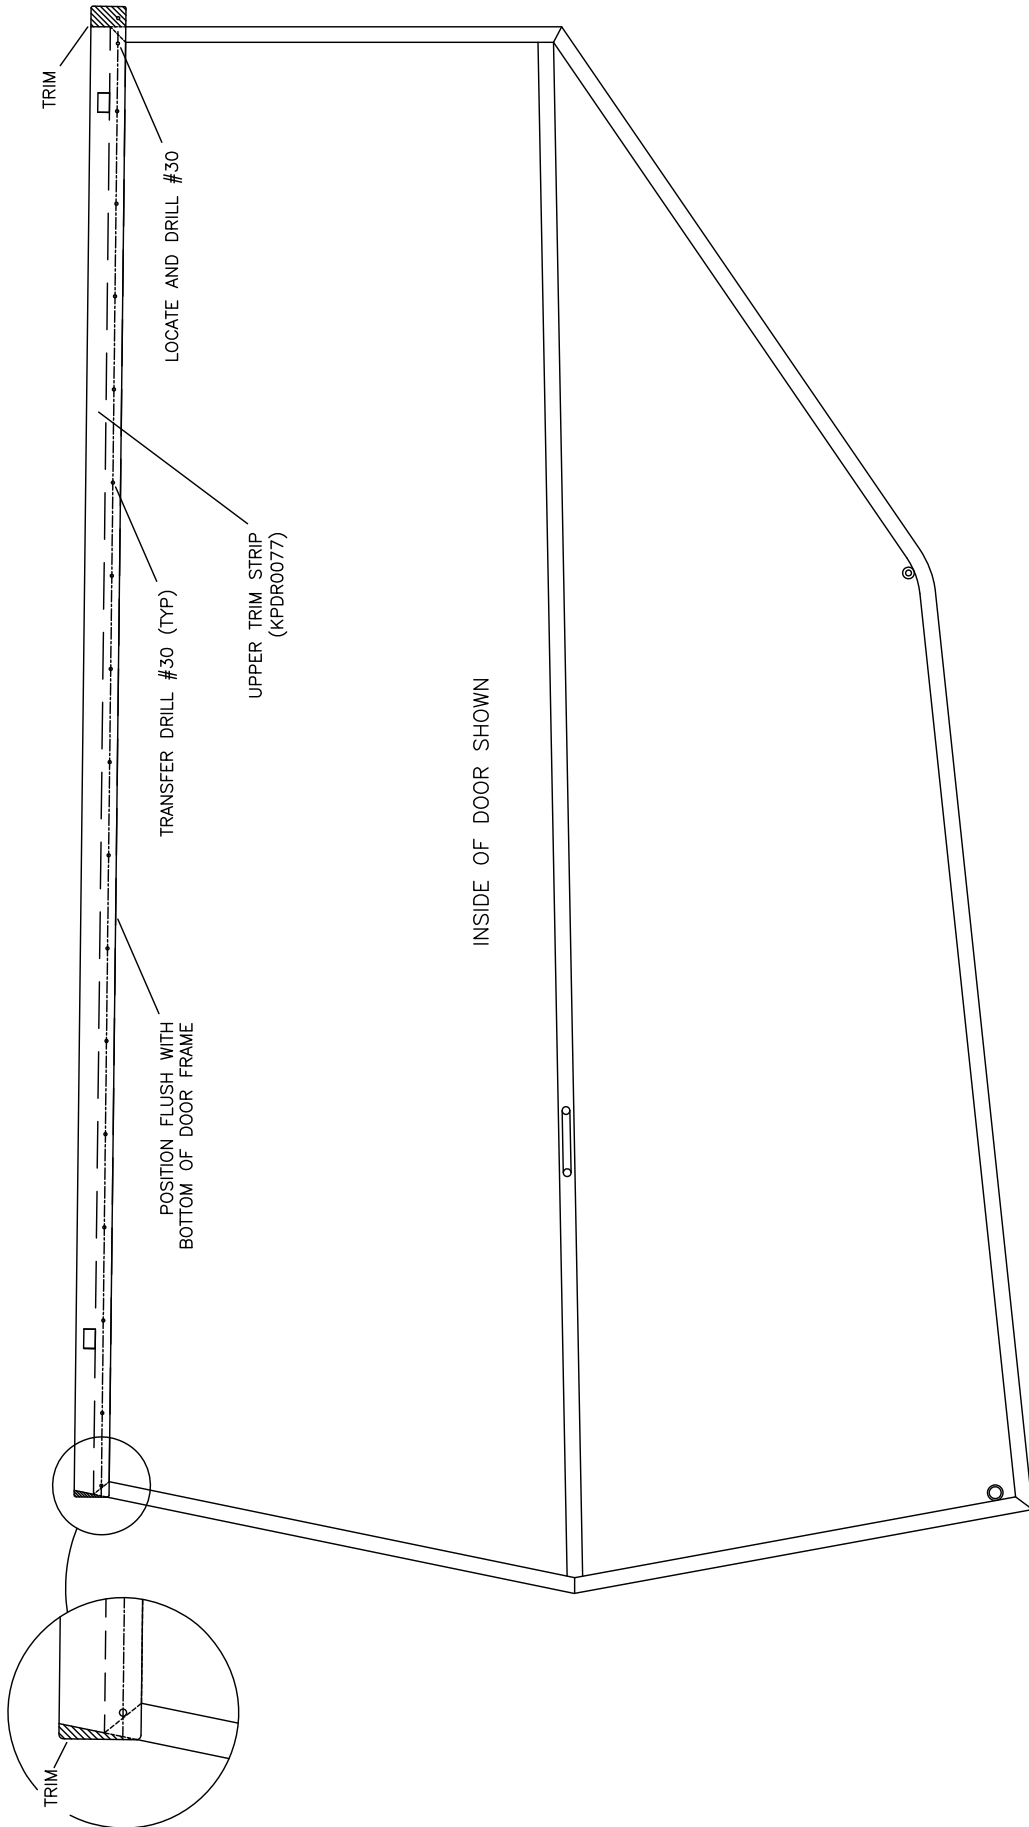 TRIM
LOCATE AND DRILL #30
UPPER TRIM STRIP
(KPDR0077)
TRANSFER DRILL #30 (TYP)
INSIDE OF DOOR SHOWN
POSITION FLUSH WITH
BOTTOM OF DOOR FRAME
TRIM